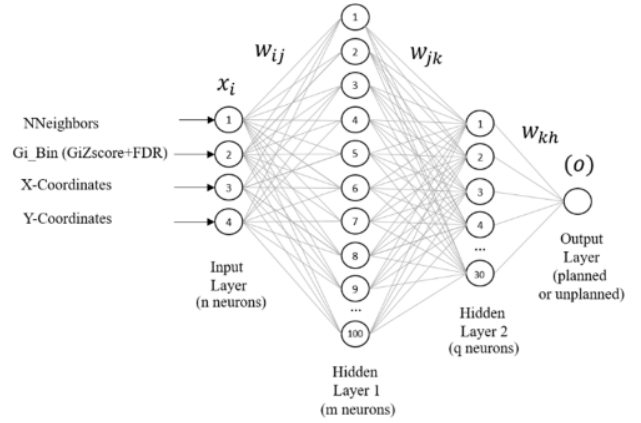 NNeighbors
Gi_Bin (GiZscore+FDR)
X-Coordinates
Y-Coordinates
x_i
1
2
3
4
Input
Layer
(n neurons)
w_ij
1
2
3
4
5
6
7
8
9
...
100
Hidden
Layer 1
(m neurons)
w_jk
1
2
3
4
...
30
Hidden
Layer 2
(q neurons)
w_kh
(o)
Output
Layer
(planned
or unplanned)